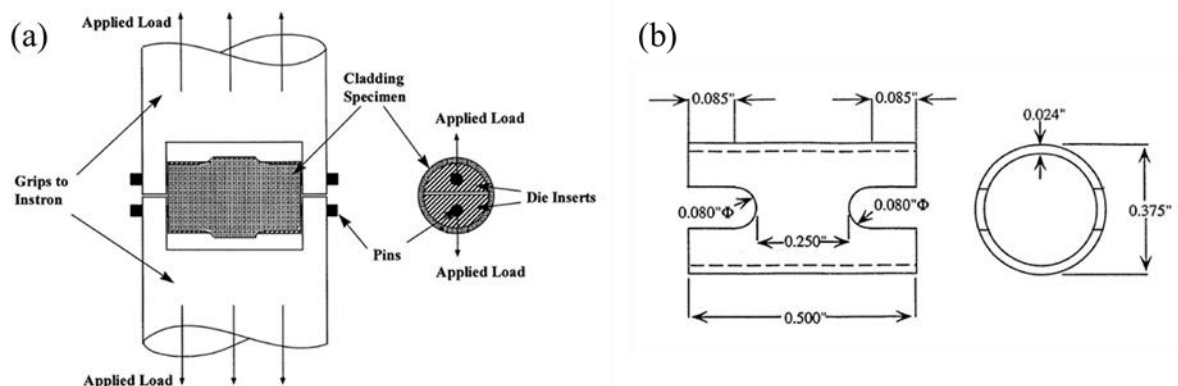 (a)
Applied Load
Cladding
Specimen
Applied Load
Grips to
Instron
Die Inserts
Pins
Applied Load
Applied Load
(b)
0.085"
0.085"
0.024"
0.080"Φ
0.080"Φ
0.375"
0.250"
0.500"